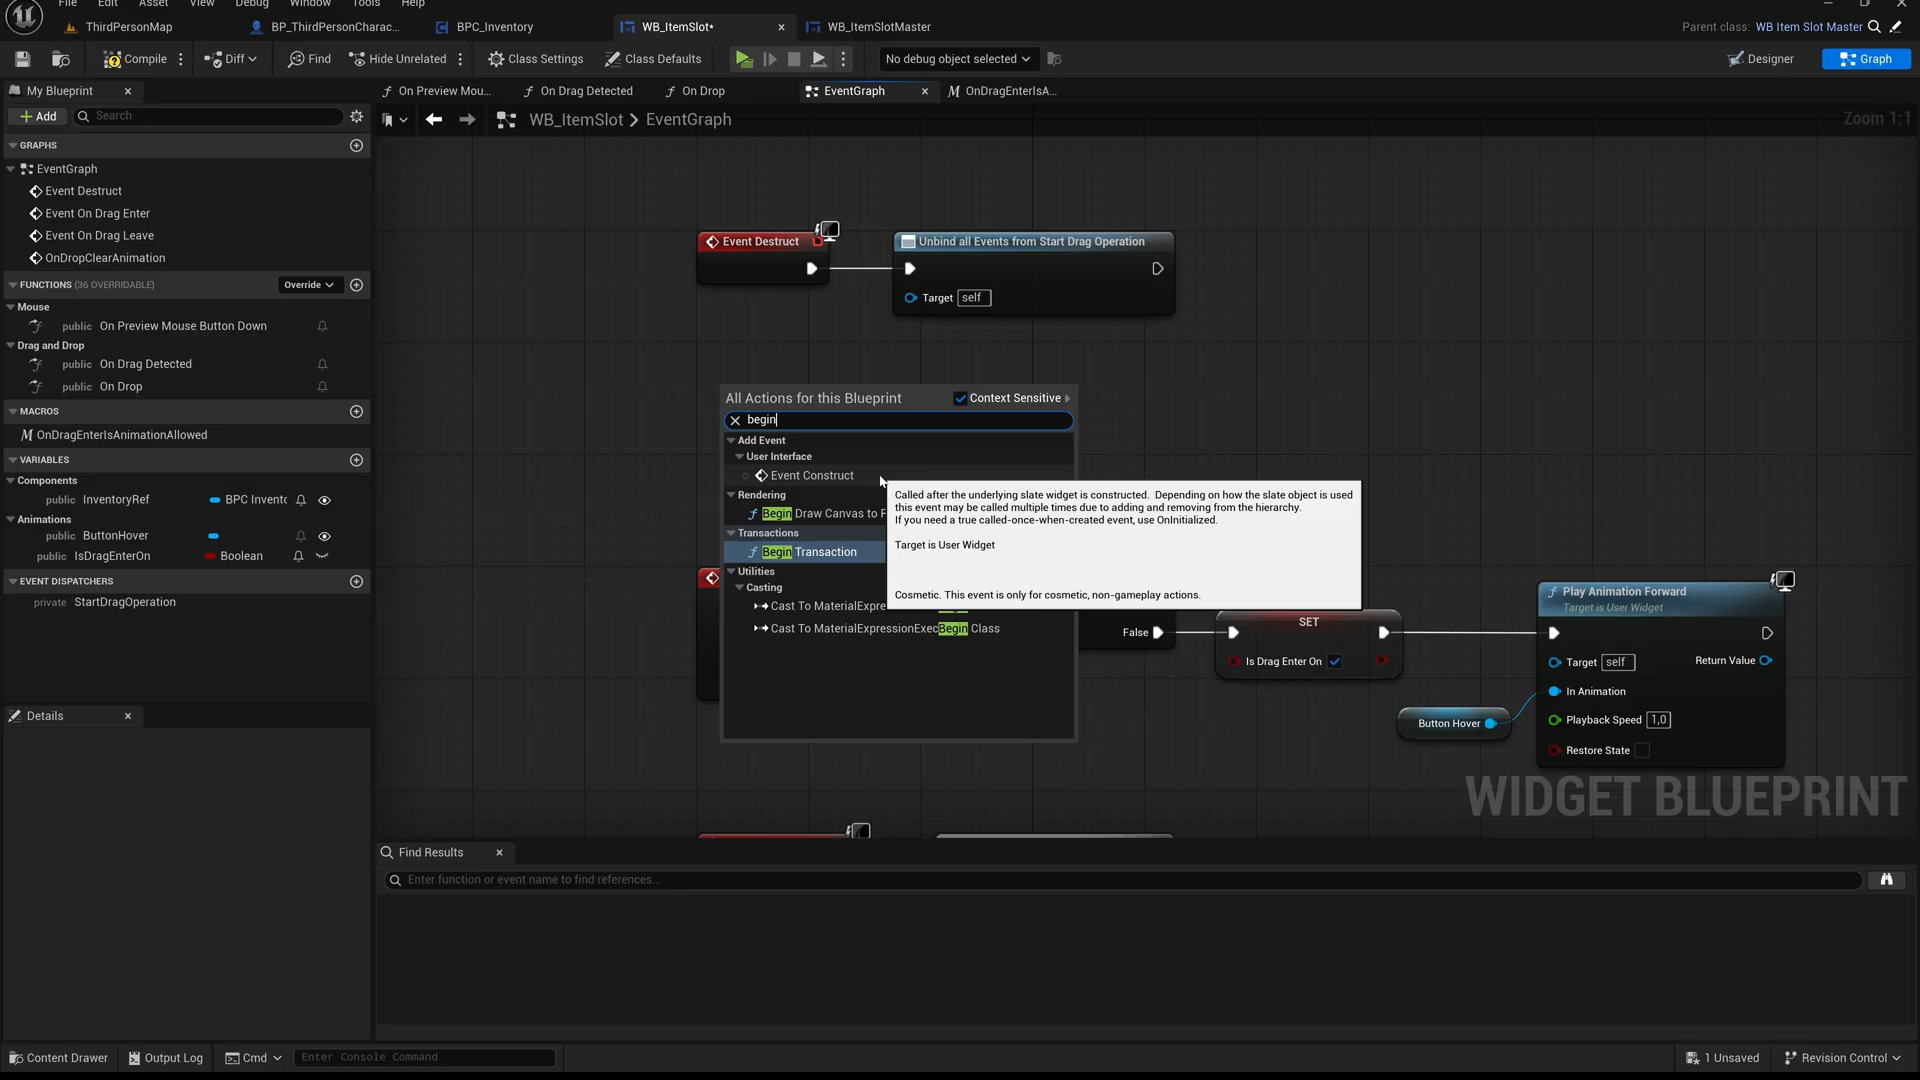 File Edit Asset View Debug Window Tools Help
ThirdPersonMap BP_ThirdPersonCharac... BPC_Inventory WB_ItemSlot* WB_ItemSlotMaster Parent class: WB Item Slot Master
Compile Diff Find Hide Unrelated Class Settings Class Defaults No debug object selected Designer Graph
My Blueprint On Preview Mou... On Drag Detected On Drop EventGraph OnDragEnterIsA...
Add Search WB_ItemSlot > EventGraph Zoom 1:1
GRAPHS
EventGraph
Event Destruct
Event On Drag Enter
Event On Drag Leave
OnDropClearAnimation
FUNCTIONS (36 OVERRIDABLE) Override
Mouse
public On Preview Mouse Button Down
Drag and Drop
public On Drag Detected
public On Drop
MACROS
OnDragEnterIsAnimationAllowed
VARIABLES
Components
public InventoryRef BPC Invento
Animations
public ButtonHover
public IsDragEnterOn Boolean
EVENT DISPATCHERS
private StartDragOperation
Details
Event Destruct
Unbind all Events from Start Drag Operation
Target self
All Actions for this Blueprint Context Sensitive
begin
Add Event
User Interface
Event Construct
Rendering
Begin Draw Canvas to
Transactions
Begin Transaction
Utilities
Casting
Cast To MaterialExpre
Cast To MaterialExpressionExecBegin Class
Called after the underlying slate widget is constructed. Depending on how the slate object is used
this event may be called multiple times due to adding and removing from the hierarchy.
If you need a true called-once-when-created event, use OnInitialized.
Target is User Widget
Cosmetic. This event is only for cosmetic, non-gameplay actions.
False
SET
Is Drag Enter On
Button Hover
Play Animation Forward
Target is User Widget
Target self Return Value
In Animation
Playback Speed 1,0
Restore State
WIDGET BLUEPRINT
Find Results
Enter function or event name to find references...
Content Drawer Output Log Cmd Enter Console Command 1 Unsaved Revision Control